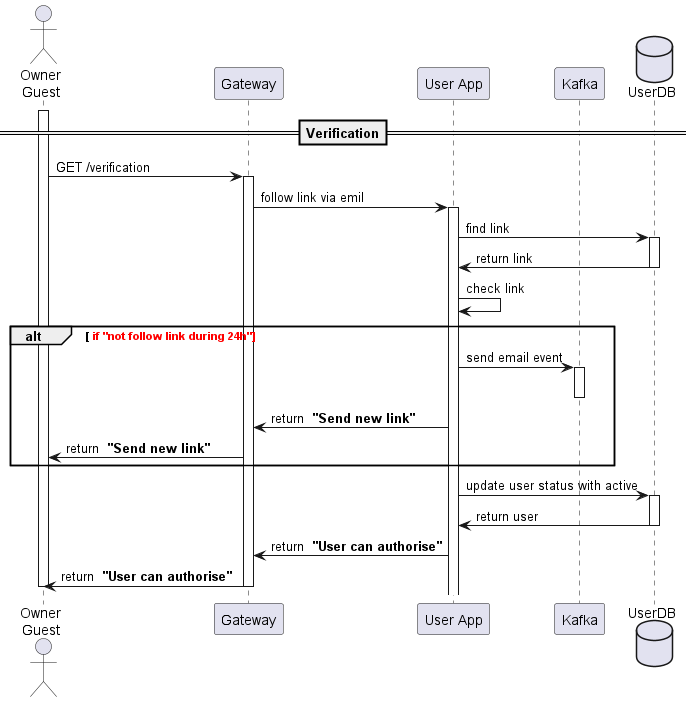 Owner
Guest
Gateway
User App
Kafka
UserDB
Verification
GET /verification
follow link via emil
find link
return link
check link
alt [ if "not follow link during 24h"]
send email event
return "Send new link"
return "Send new link"
update user status with active
return user
return "User can authorise"
return "User can authorise"
Owner
Guest
Gateway
User App
Kafka
UserDB